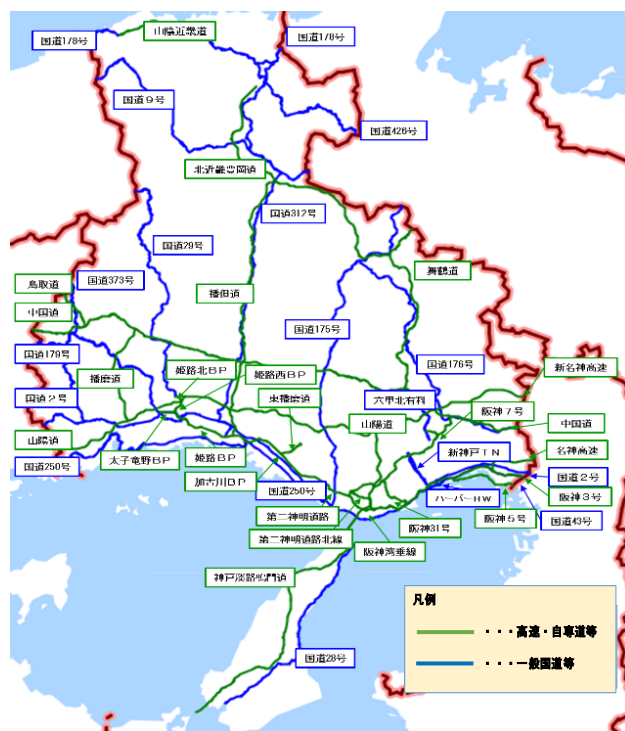 国道178号
山陰近畿道
国道178号
国道9号
国道426号
北近畿豊岡道
国道312号
国道29号
舞鶴道
鳥取道
国道373号
播但道
中国道
国道175号
国道179号
国道176号
姫路北BP
姫路西BP
新名神高速
播磨道
六甲北有料
国道2号
東播磨道
阪神7号
山陽道
中国道
山陽道
新神戸TN
名神高速
国道250号
太子竜野BP
姫路BP
国道2号
加古川BP
国道250号
ハーバーHW
阪神3号
第二神明道路
阪神31号
阪神5号
国道43号
第二神明道路北線
阪神湾垂線
神戸淡路鳴門道
国道28号
凡例
・・・高速・自専道等
・・・一般国道等